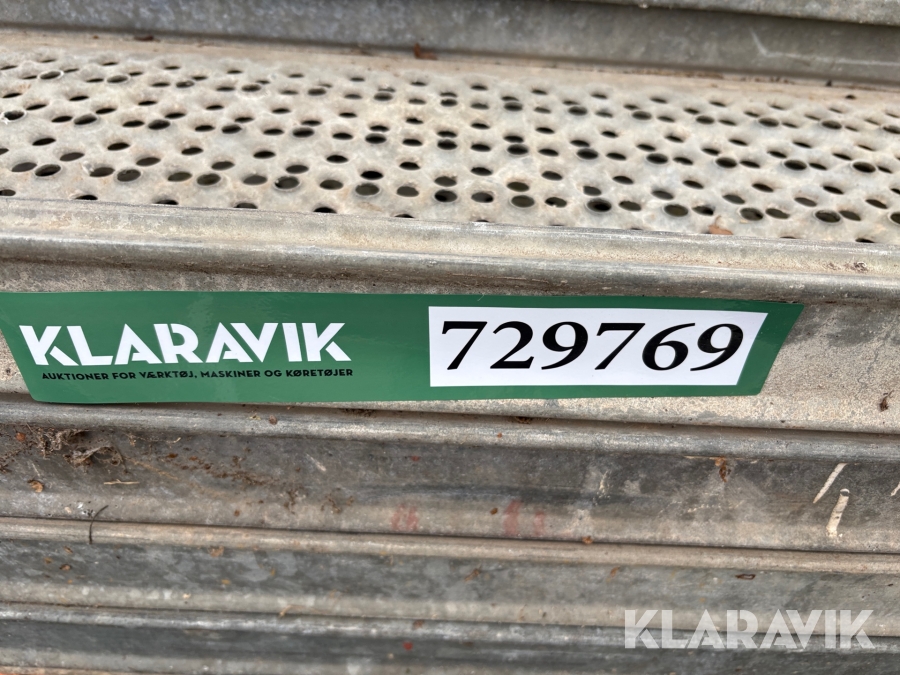 KLARAVIK
AUKTIONER FOR VÆRKTØJ, MASKINER OG KØRETØJER
729769
KLARAVIK